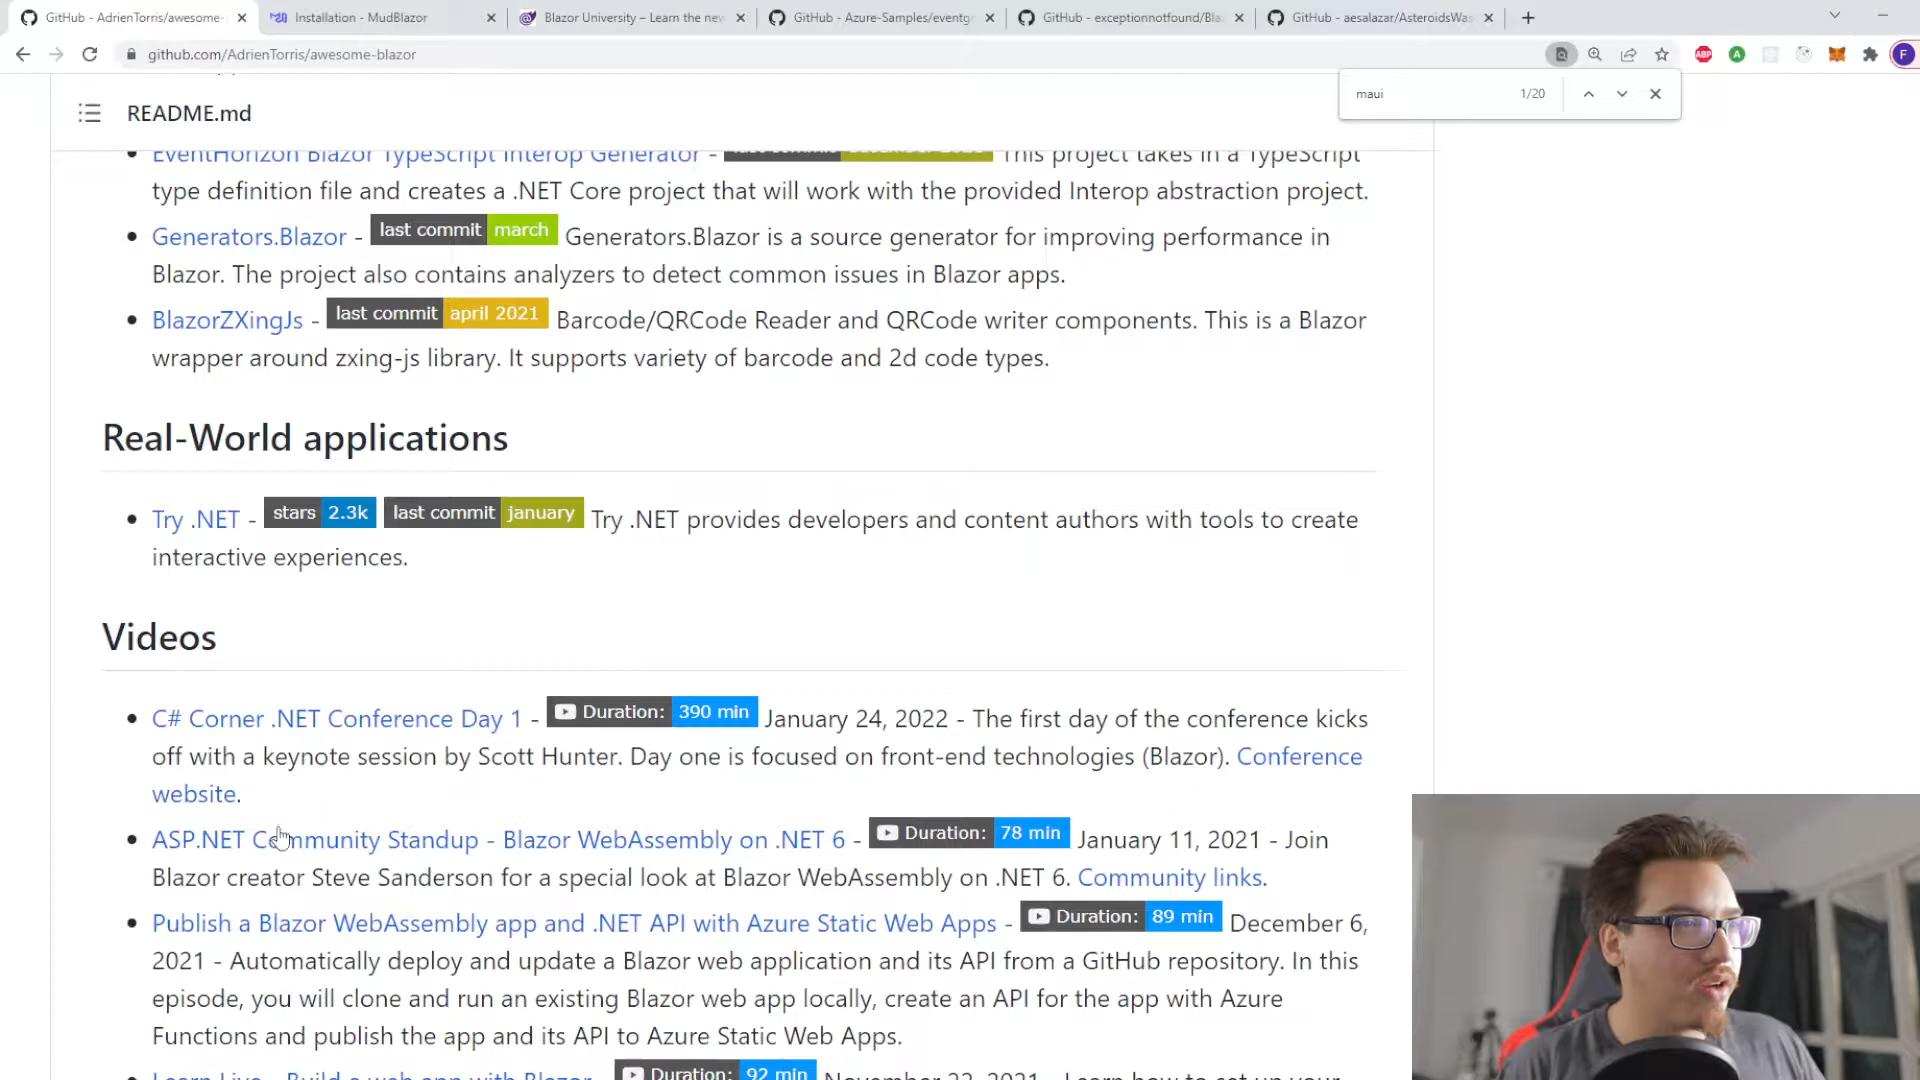 GitHub - AdrienTorris/awesome-
Installation - MudBlazor
Blazor University – Learn the new
GitHub - Azure-Samples/eventgr
GitHub - exceptionnotfound/Bla
GitHub - aesalazar/AsteroidsWas
github.com/AdrienTorris/awesome-blazor
ABP
A
F
maui
1/20
README.md
EventHorizon Blazor TypeScript Interop Generator - This project takes in a TypeScript
type definition file and creates a .NET Core project that will work with the provided Interop abstraction project.
Generators.Blazor - last commit march Generators.Blazor is a source generator for improving performance in
Blazor. The project also contains analyzers to detect common issues in Blazor apps.
BlazorZXingJs - last commit april 2021 Barcode/QRCode Reader and QRCode writer components. This is a Blazor
wrapper around zxing-js library. It supports variety of barcode and 2d code types.
Real-World applications
Try .NET - stars 2.3k last commit january Try .NET provides developers and content authors with tools to create
interactive experiences.
Videos
C# Corner .NET Conference Day 1 - Duration: 390 min January 24, 2022 - The first day of the conference kicks
off with a keynote session by Scott Hunter. Day one is focused on front-end technologies (Blazor). Conference
website.
ASP.NET Community Standup - Blazor WebAssembly on .NET 6 - Duration: 78 min January 11, 2021 - Join
Blazor creator Steve Sanderson for a special look at Blazor WebAssembly on .NET 6. Community links.
Publish a Blazor WebAssembly app and .NET API with Azure Static Web Apps - Duration: 89 min December 6,
2021 - Automatically deploy and update a Blazor web application and its API from a GitHub repository. In this
episode, you will clone and run an existing Blazor web app locally, create an API for the app with Azure
Functions and publish the app and its API to Azure Static Web Apps.
Learn Live - Build a web app with Blazor - Duration: 92 min November 22, 2021 - Learn how to set up your